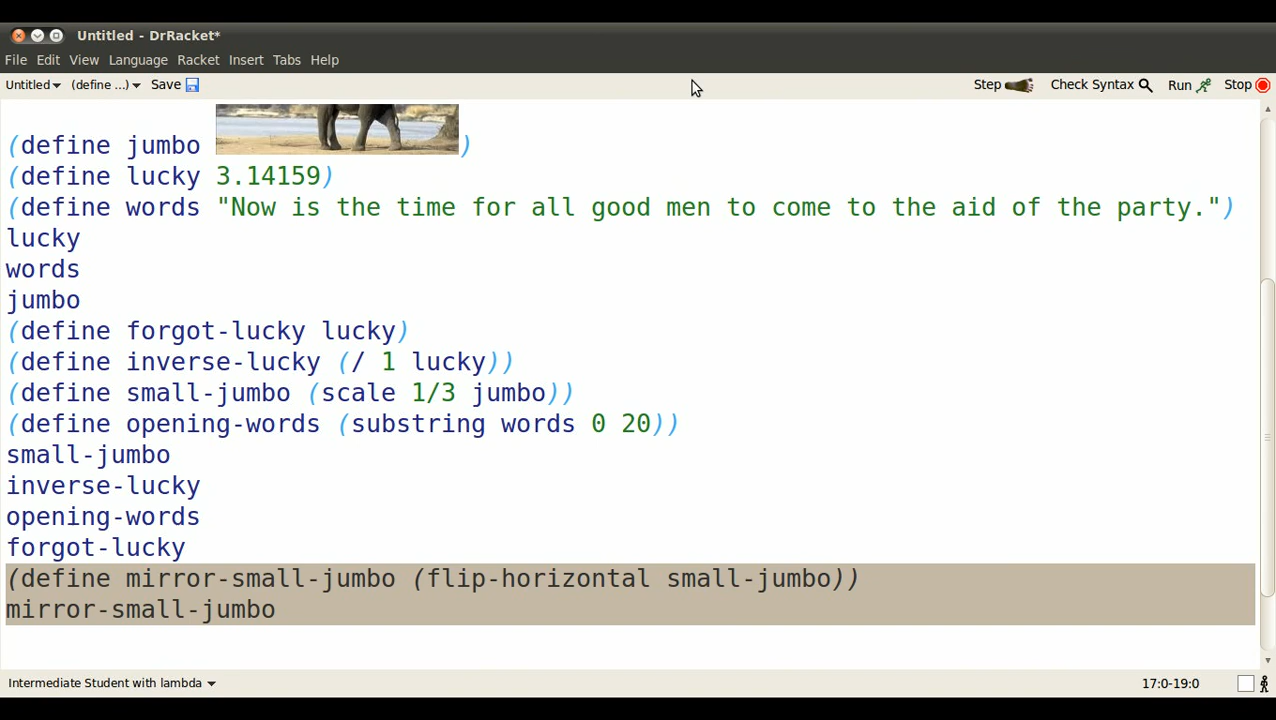 Untitled - DrRacket*
File Edit View Language Racket Insert Tabs Help
Untitled (define ...) Save Step Check Syntax Run Stop
(define jumbo )
(define lucky 3.14159)
(define words "Now is the time for all good men to come to the aid of the party.")
lucky
words
jumbo
(define forgot-lucky lucky)
(define inverse-lucky (/ 1 lucky))
(define small-jumbo (scale 1/3 jumbo))
(define opening-words (substring words 0 20))
small-jumbo
inverse-lucky
opening-words
forgot-lucky
(define mirror-small-jumbo (flip-horizontal small-jumbo))
mirror-small-jumbo
Intermediate Student with lambda 17:0-19:0